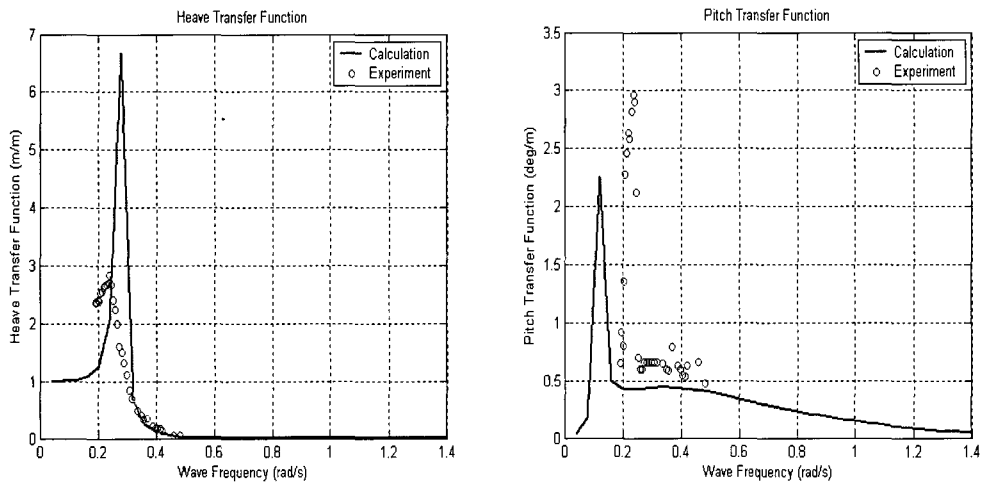 Heave Transfer Function
Heave Transfer Function (m/m)
7
6
5
4
3
2
1
0
Calculation
Experiment
0 0.2 0.4 0.6 0.8 1 1.2 1.4
Wave Frequency (rad/s)
Pitch Transfer Function
Pitch Transfer Function (deg/m)
3.5
3
2.5
2
1.5
1
0.5
0
Calculation
Experiment
0 0.2 0.4 0.6 0.8 1 1.2 1.4
Wave Frequency (rad/s)